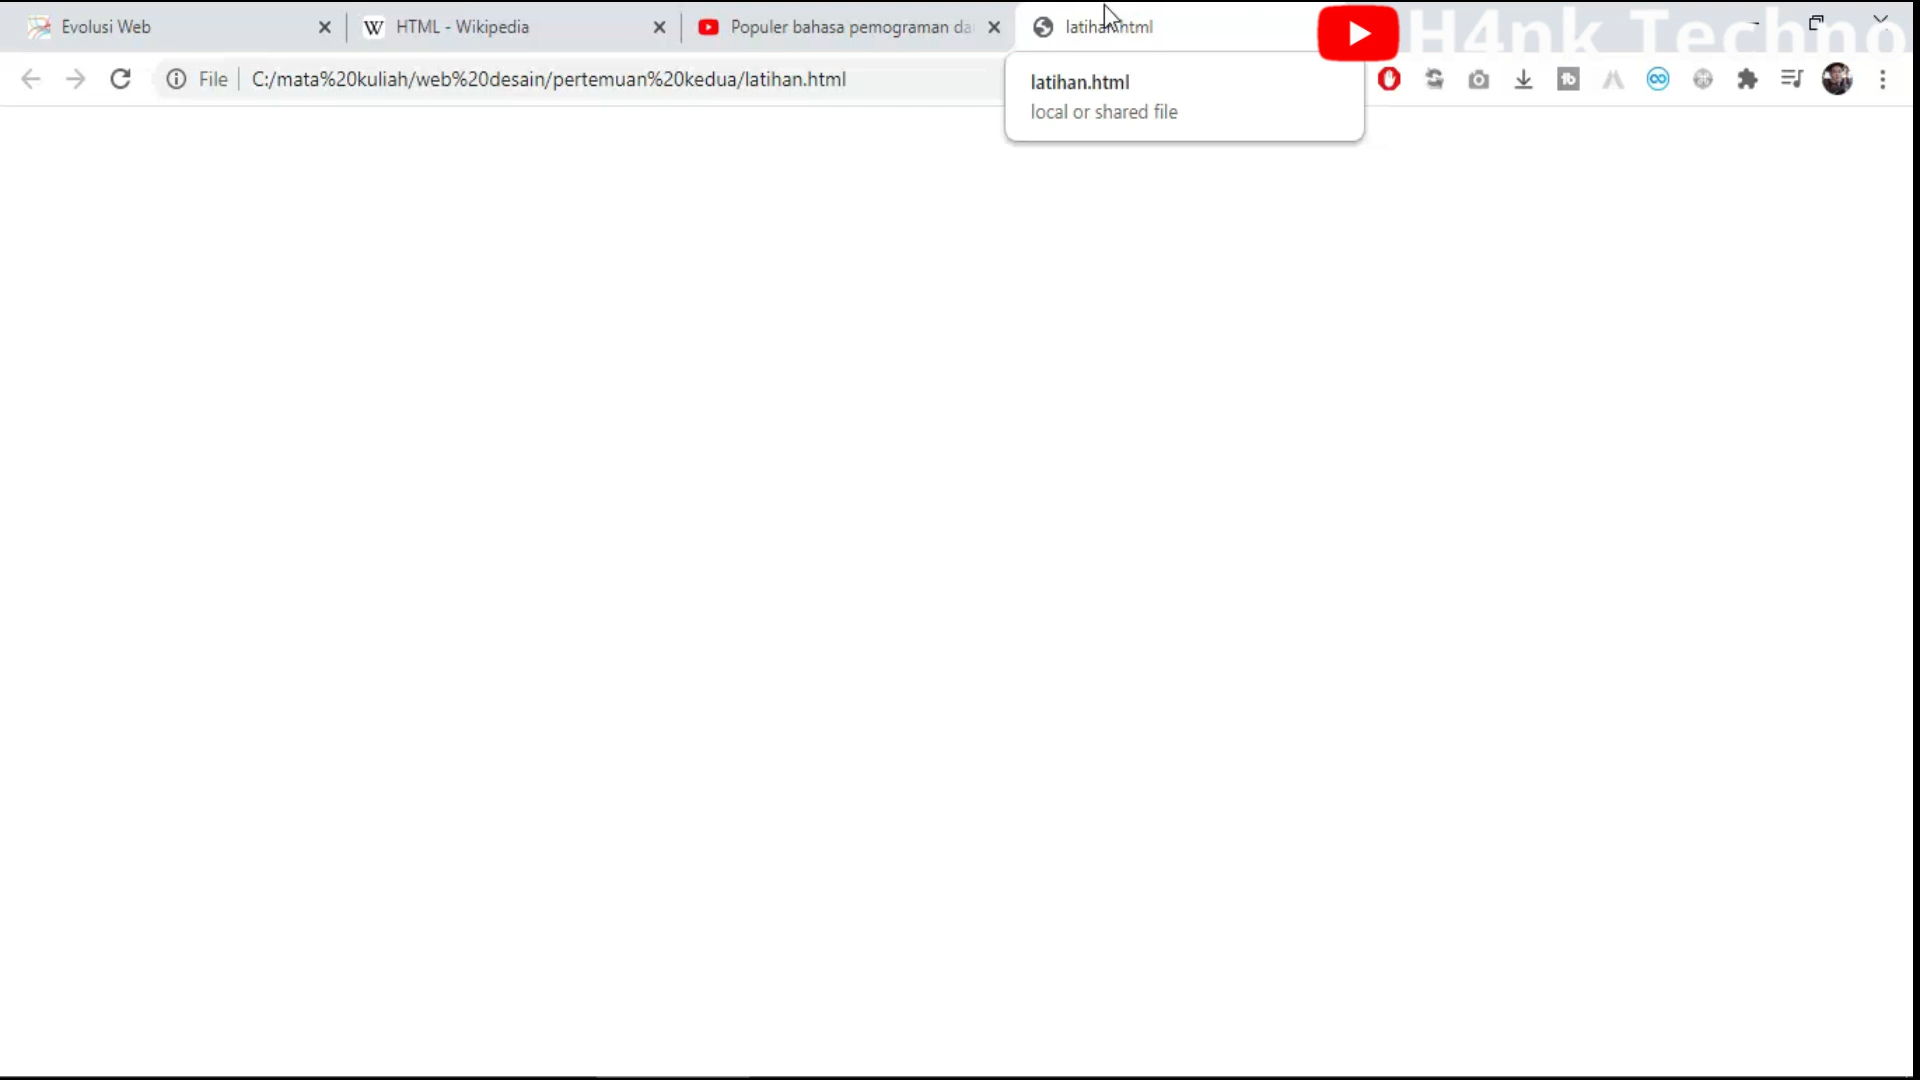 Evolusi Web
W HTML - Wikipedia
Populer bahasa pemograman da
latihan.html
H4nk Techno
File
C:/mata%20kuliah/web%20desain/pertemuan%20kedua/latihan.html
tb
latihan.html
local or shared file